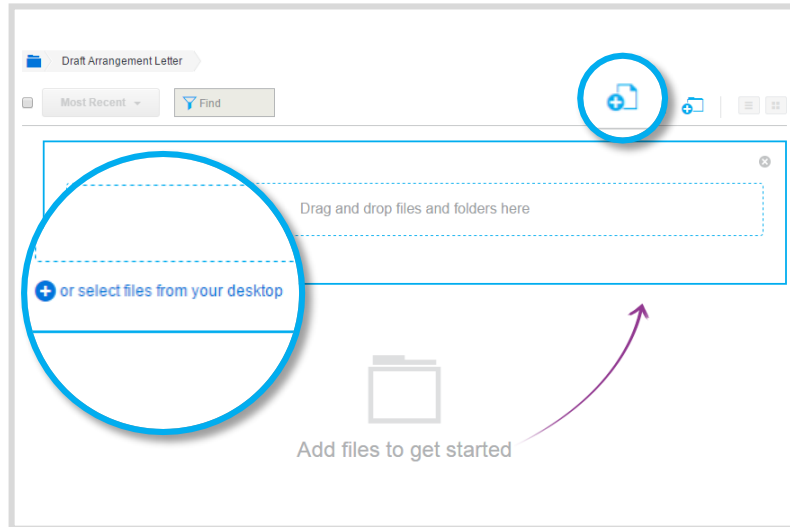 Draft Arrangement Letter
Most Recent
Find
Drag and drop files and folders here
or select files from your desktop
Add files to get started